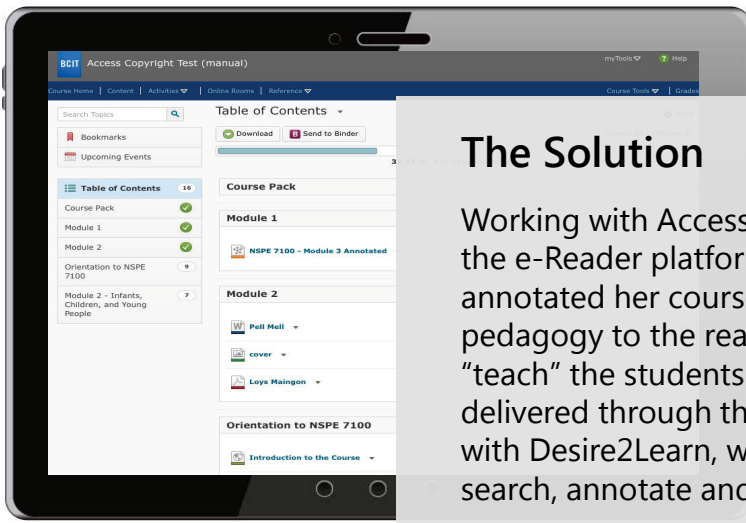 BCIT Access Copyright Test (manual)
myTools
? Help
Course Home | Content | Activities | Online Rooms | Reference
Course Tools | Grades
Search Topics
Bookmarks
Upcoming Events
Table of Contents 16
Course Pack
Module 1
Module 2
Orientation to NSPE 7100 9
Module 2 - Infants, Children, and Young People 7
Table of Contents
Download
Send to Binder
Course Pack
Module 1
NSPE 7100 - Module 3 Annotated
Module 2
Pell Mell
cover
Loys Maingon
Orientation to NSPE 7100
Introduction to the Course
The Solution
Working with Access
the e-Reader platfor
annotated her cours
pedagogy to the rea
“teach” the students
delivered through th
with Desire2Learn, w
search, annotate and